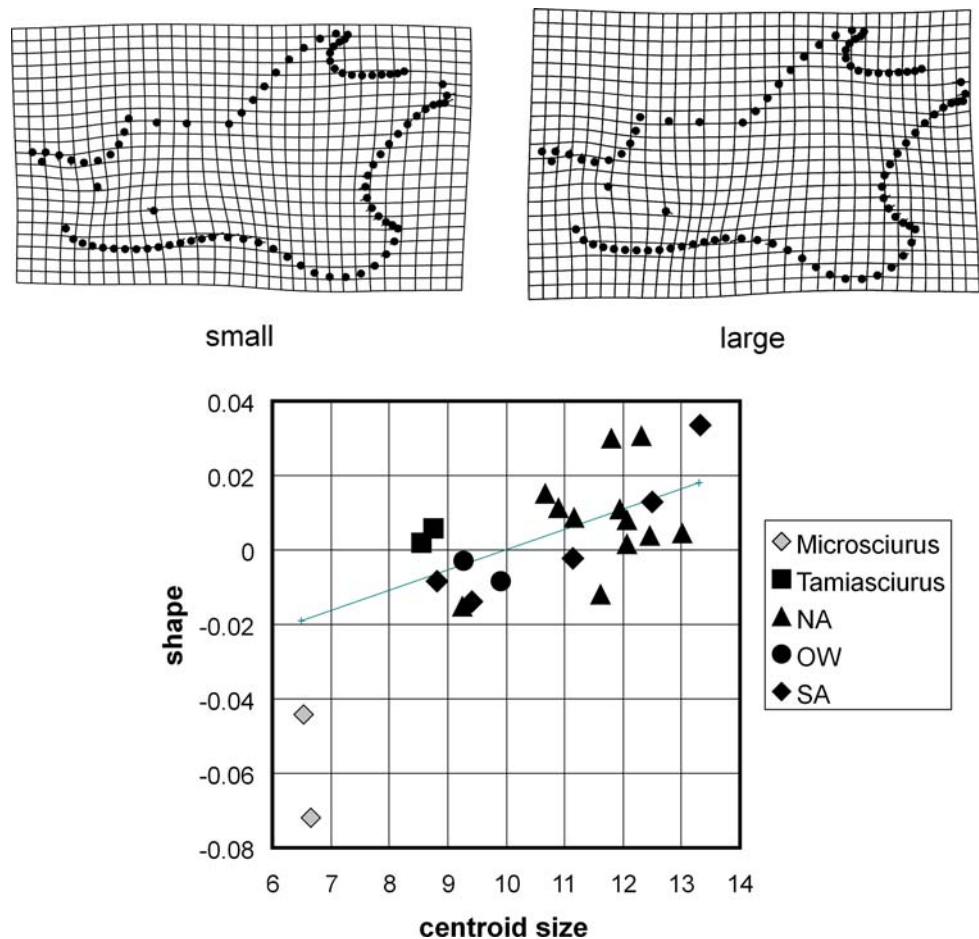 small
large
0.04
0.02
0
-0.02
-0.04
-0.06
-0.08
shape
6 7 8 9 10 11 12 13 14
centroid size
Microsciurus
Tamiasciurus
NA
OW
SA